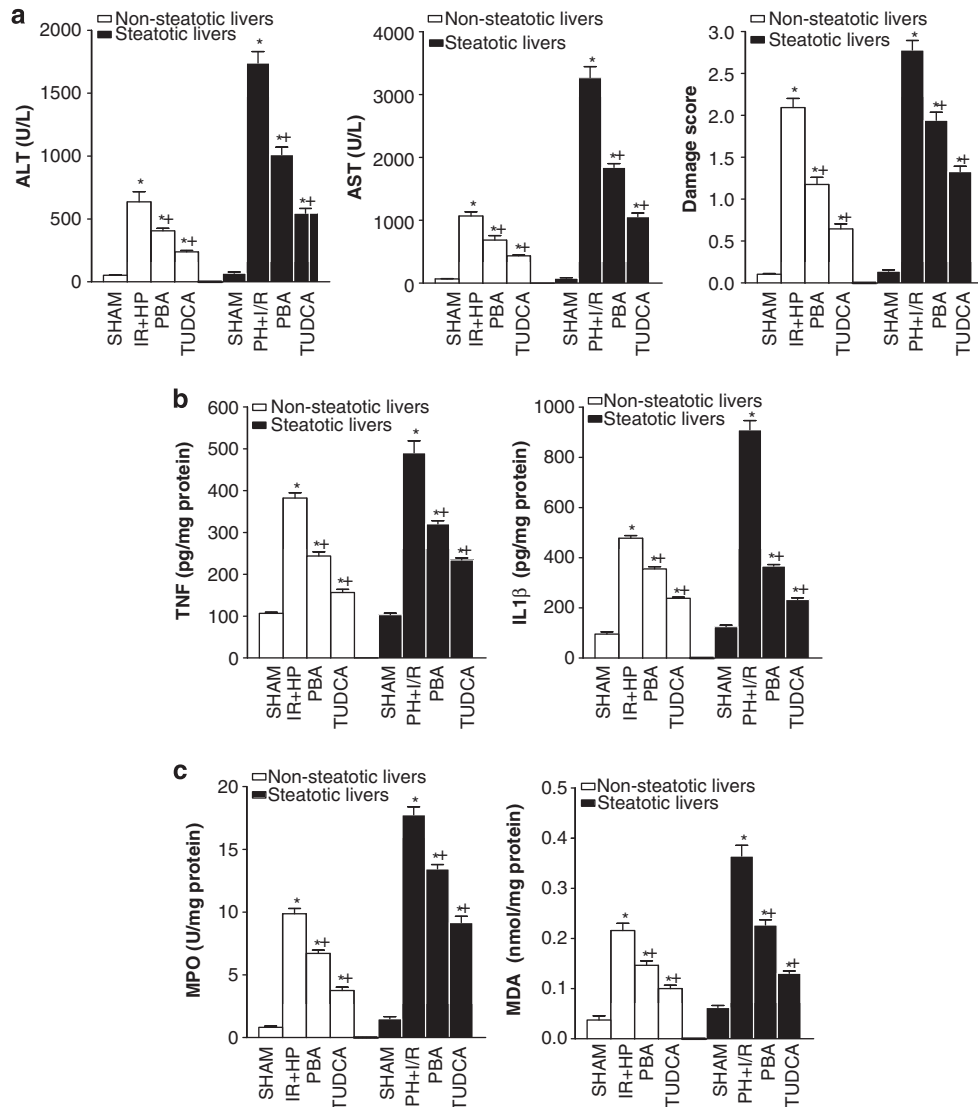 a
Non-steatotic livers
Steatotic livers
ALT (U/L)
2000
1500
1000
500
0
*
*+
*+
*
*+
*+
SHAM
IR+HP
PBA
TUDCA
SHAM
PH+I/R
PBA
TUDCA
Non-steatotic livers
Steatotic livers
AST (U/L)
4000
3000
2000
1000
0
*
*+
*+
*
*+
*+
SHAM
IR+HP
PBA
TUDCA
SHAM
PH+I/R
PBA
TUDCA
Non-steatotic livers
Steatotic livers
Damage score
3.0
2.5
2.0
1.5
1.0
0.5
0.0
*
*+
*+
*
*+
*+
SHAM
IR+HP
PBA
TUDCA
SHAM
PH+I/R
PBA
TUDCA
b
Non-steatotic livers
Steatotic livers
TNF (pg/mg protein)
600
500
400
300
200
100
0
*
*+
*+
*
*+
*+
SHAM
IR+HP
PBA
TUDCA
SHAM
PH+I/R
PBA
TUDCA
Non-steatotic livers
Steatotic livers
IL1β (pg/mg protein)
1000
800
600
400
200
0
*
*+
*+
*
*+
*+
SHAM
IR+HP
PBA
TUDCA
SHAM
PH+I/R
PBA
TUDCA
c
Non-steatotic livers
Steatotic livers
MPO (U/mg protein)
20
15
10
5
0
*
*+
*+
*
*+
*+
SHAM
IR+HP
PBA
TUDCA
SHAM
PH+I/R
PBA
TUDCA
Non-steatotic livers
Steatotic livers
MDA (nmol/mg protein)
0.5
0.4
0.3
0.2
0.1
0.0
*
*+
*+
*
*+
*+
SHAM
IR+HP
PBA
TUDCA
SHAM
PH+I/R
PBA
TUDCA